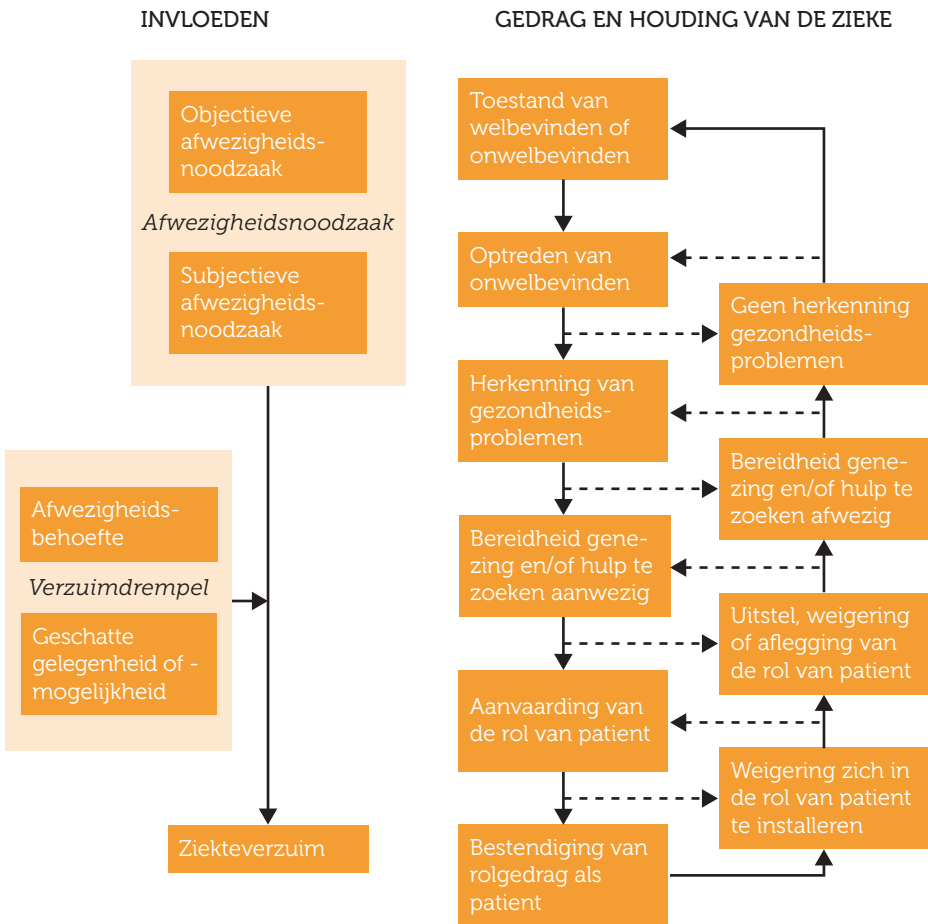 INVLOEDEN
Objectieve
afwezigheids-
noodzaak
Afwezigheidsnoodzaak
Subjectieve
afwezigheids-
noodzaak
Afwezigheids-
behoefte
Verzuimdrempel
Geschatte
gelegenheid of -
mogelijkheid
Ziekteverzuim
GEDRAG EN HOUDING VAN DE ZIEKE
Toestand van
welbevinden of
onwelbevinden
Optreden van
onwelbevinden
Geen herkenning
gezondheids-
problemen
Herkenning van
gezondheids-
problemen
Bereidheid gene-
zing en/of hulp te
zoeken afwezig
Bereidheid gene-
zing en/of hulp te
zoeken aanwezig
Uitstel, weigering
of aflegging van
de rol van patient
Aanvaarding van
de rol van patient
Weigering zich in
de rol van patient
te installeren
Bestendiging van
rolgedrag als
patient